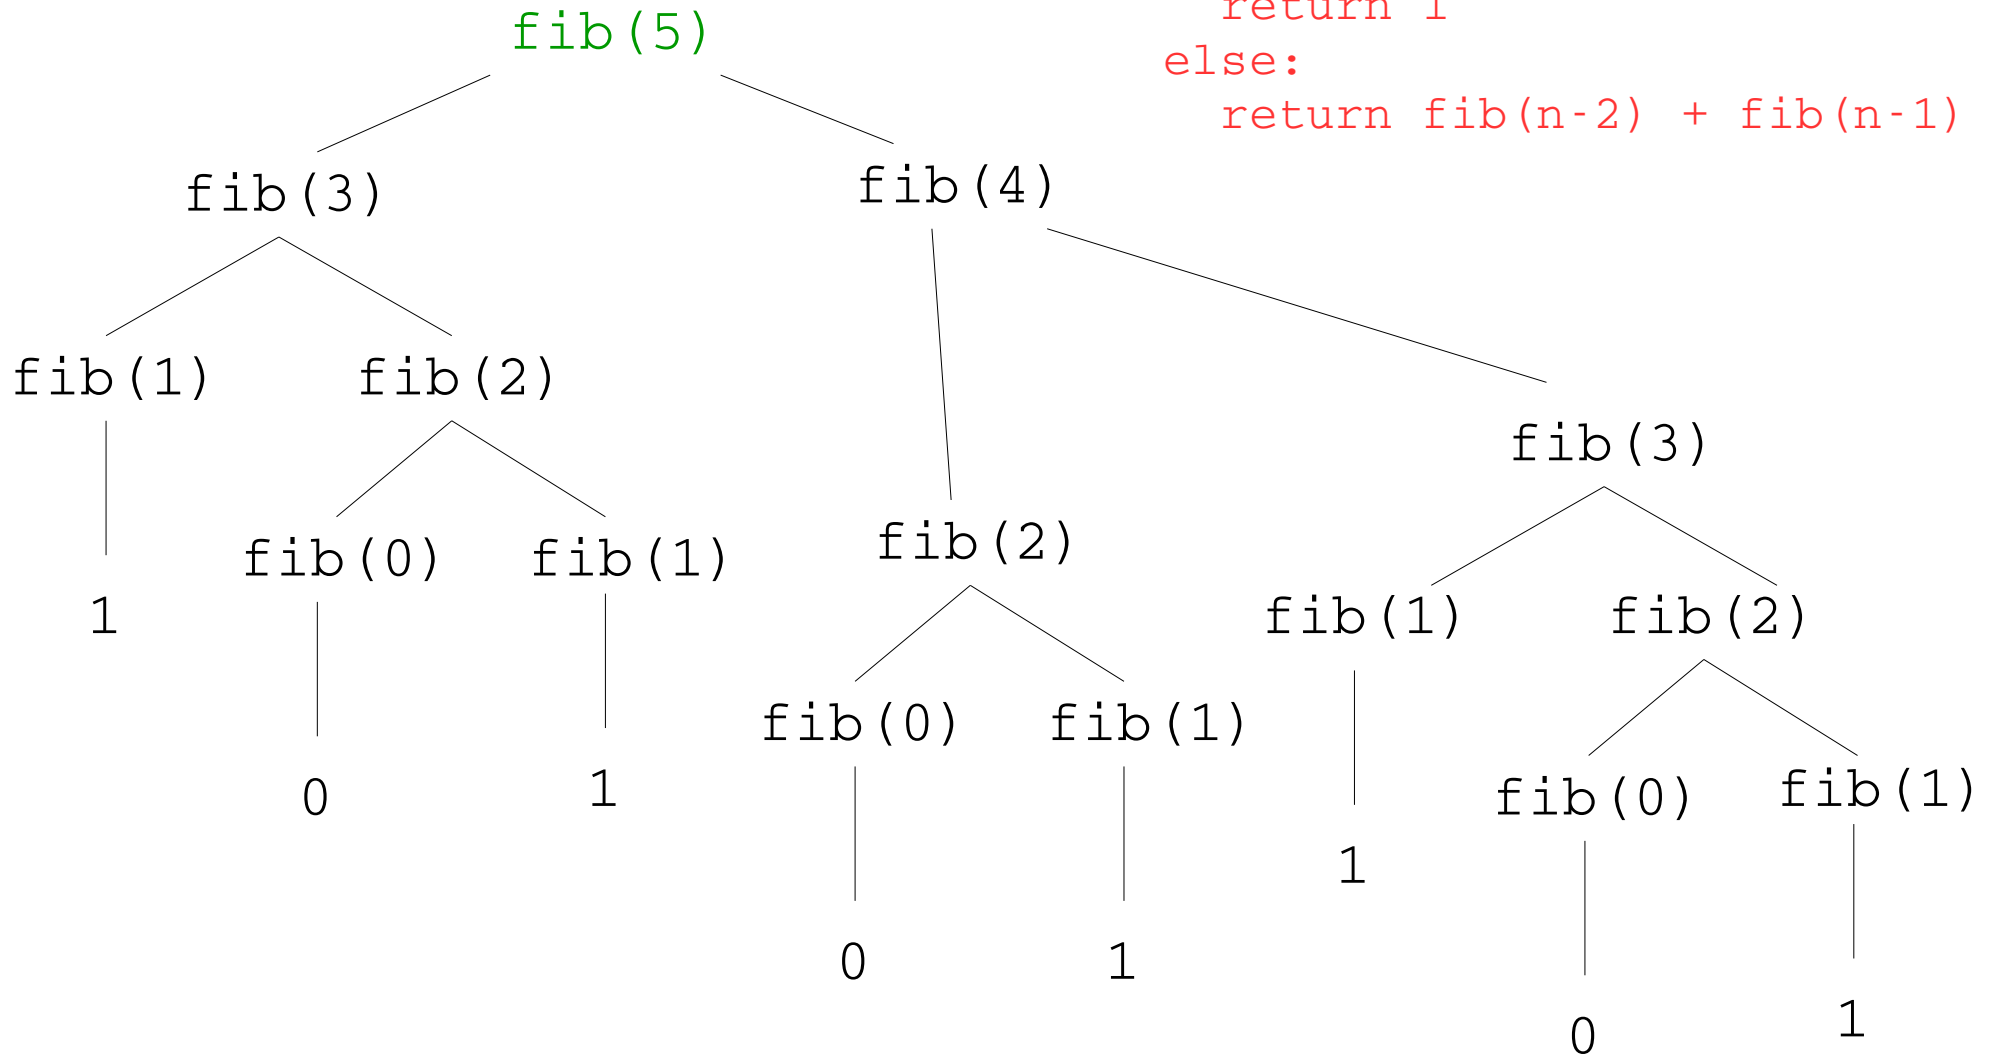 fib(5)
return 1
else:
return fib(n-2) + fib(n-1)
fib(3)
fib(4)
fib(1)
fib(2)
fib(3)
fib(0)
fib(1)
fib(2)
1
fib(1)
fib(2)
0
1
fib(0)
fib(1)
fib(0)
fib(1)
1
0
1
0
1